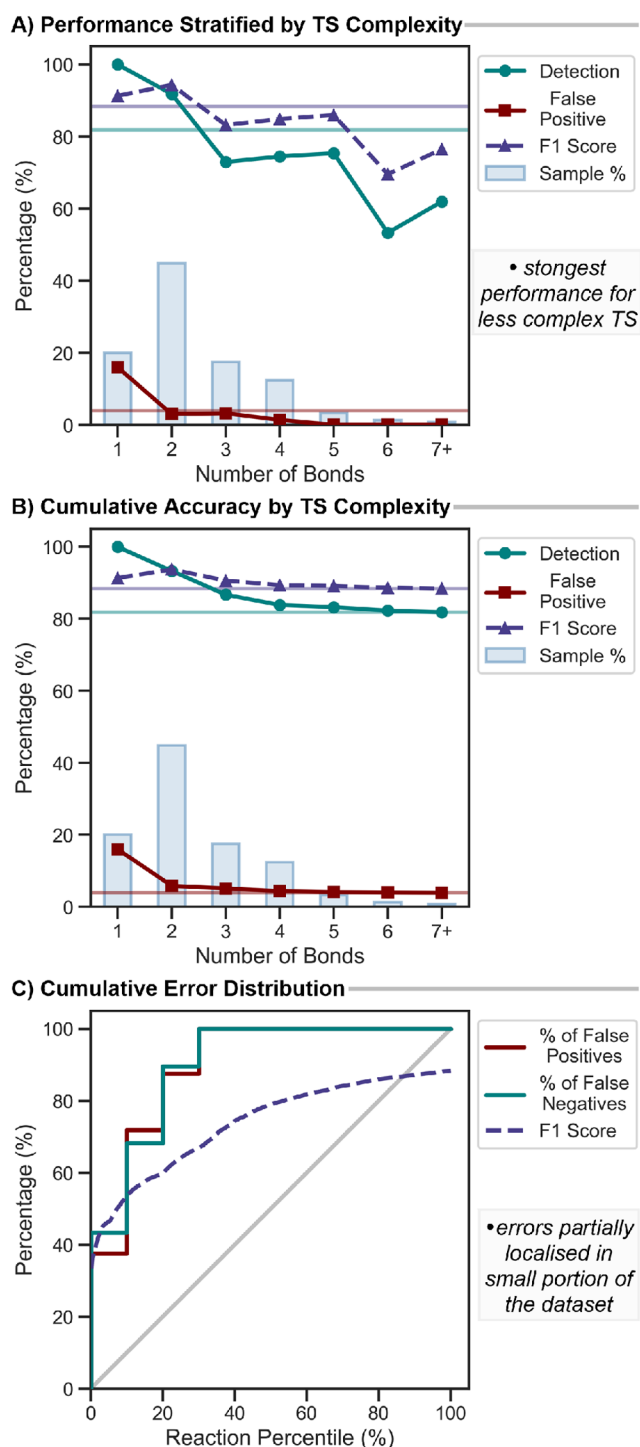 A) Performance Stratified by TS Complexity
100
80
60
40
20
0
Percentage (%)
1 2 3 4 5 6 7+
Number of Bonds
Detection
False
Positive
F1 Score
Sample %
• stongest
performance for
less complex TS
B) Cumulative Accuracy by TS Complexity
100
80
60
40
20
0
Percentage (%)
1 2 3 4 5 6 7+
Number of Bonds
Detection
False
Positive
F1 Score
Sample %
C) Cumulative Error Distribution
100
80
60
40
20
0
Percentage (%)
0 20 40 60 80 100
Reaction Percentile (%)
% of False
Positives
% of False
Negatives
F1 Score
•errors partially
localised in
small portion of
the dataset